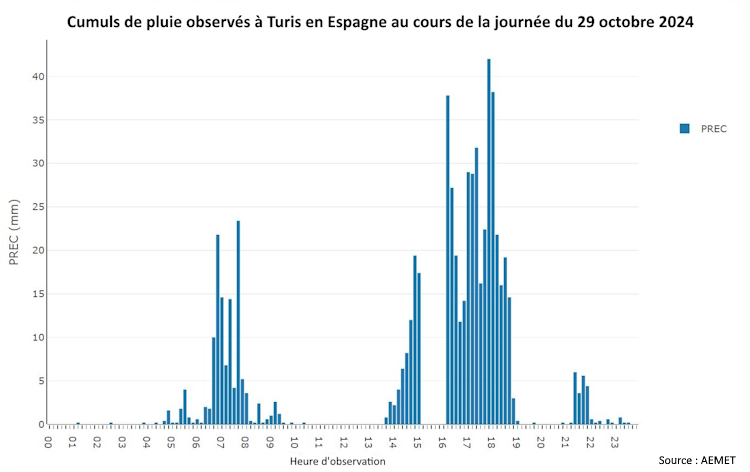 Cumuls de pluie observés à Turis en Espagne au cours de la journée du 29 octobre 2024
PREC
PREC (mm)
40
35
30
25
20
15
10
5
0
00 01 02 03 04 05 06 07 08 09 10 11 12 13 14 15 16 17 18 19 20 21 22 23
Heure d'observation
Source : AEMET